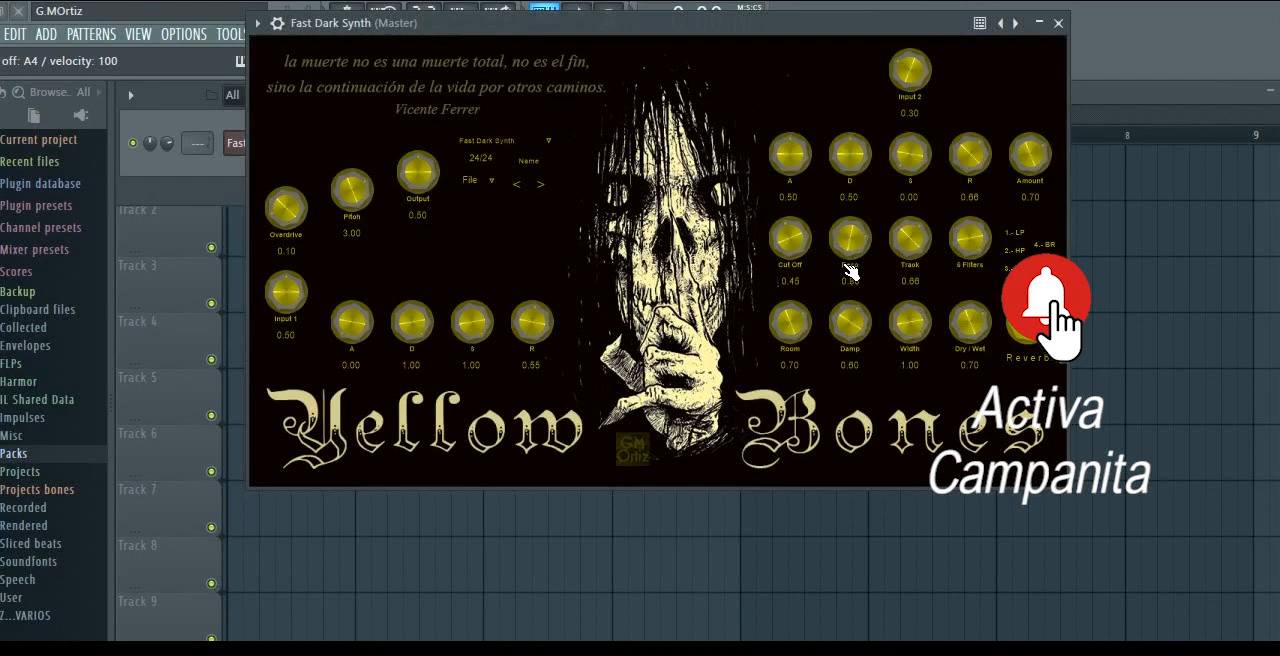 G.MOrtiz
EDIT ADD PATTERNS VIEW OPTIONS TOOLS
off: A4 / velocity: 100
Browse.. All
All
Current project
Recent files
Plugin database
Plugin presets
Channel presets
Mixer presets
Scores
Backup
Clipboard files
Collected
Envelopes
FLPs
Harmor
IL Shared Data
Impulses
Misc
Packs
Projects
Projects bones
Recorded
Rendered
Sliced beats
Soundfonts
Speech
User
Z...VARIOS
Fast
Track 2
Track 3
Track 4
Track 5
Track 6
Track 7
Track 8
Track 9
M:S:CS
8 9
Fast Dark Synth (Master)
la muerte no es una muerte total, no es el fin,
sino la continuación de la vida por otros caminos.
Vicente Ferrer
Fast Dark Synth
24/24 Name
File < >
Output
0.50
Pitch
3.00
Overdrive
0.10
Input 1
0.50
A D S R
0.00 1.00 1.00 0.55
Input 2
0.30
A D S R Amount
0.50 0.50 0.00 0.66 0.70
Cut Off Track 6 Filters
0.45 0.66
1.- LP
2.- HP 4.- BR
Room Damp Width Dry / Wet
0.70 0.60 1.00 0.70
Reverb
Yellow Bones
GM
Ortiz
Activa
Campanita